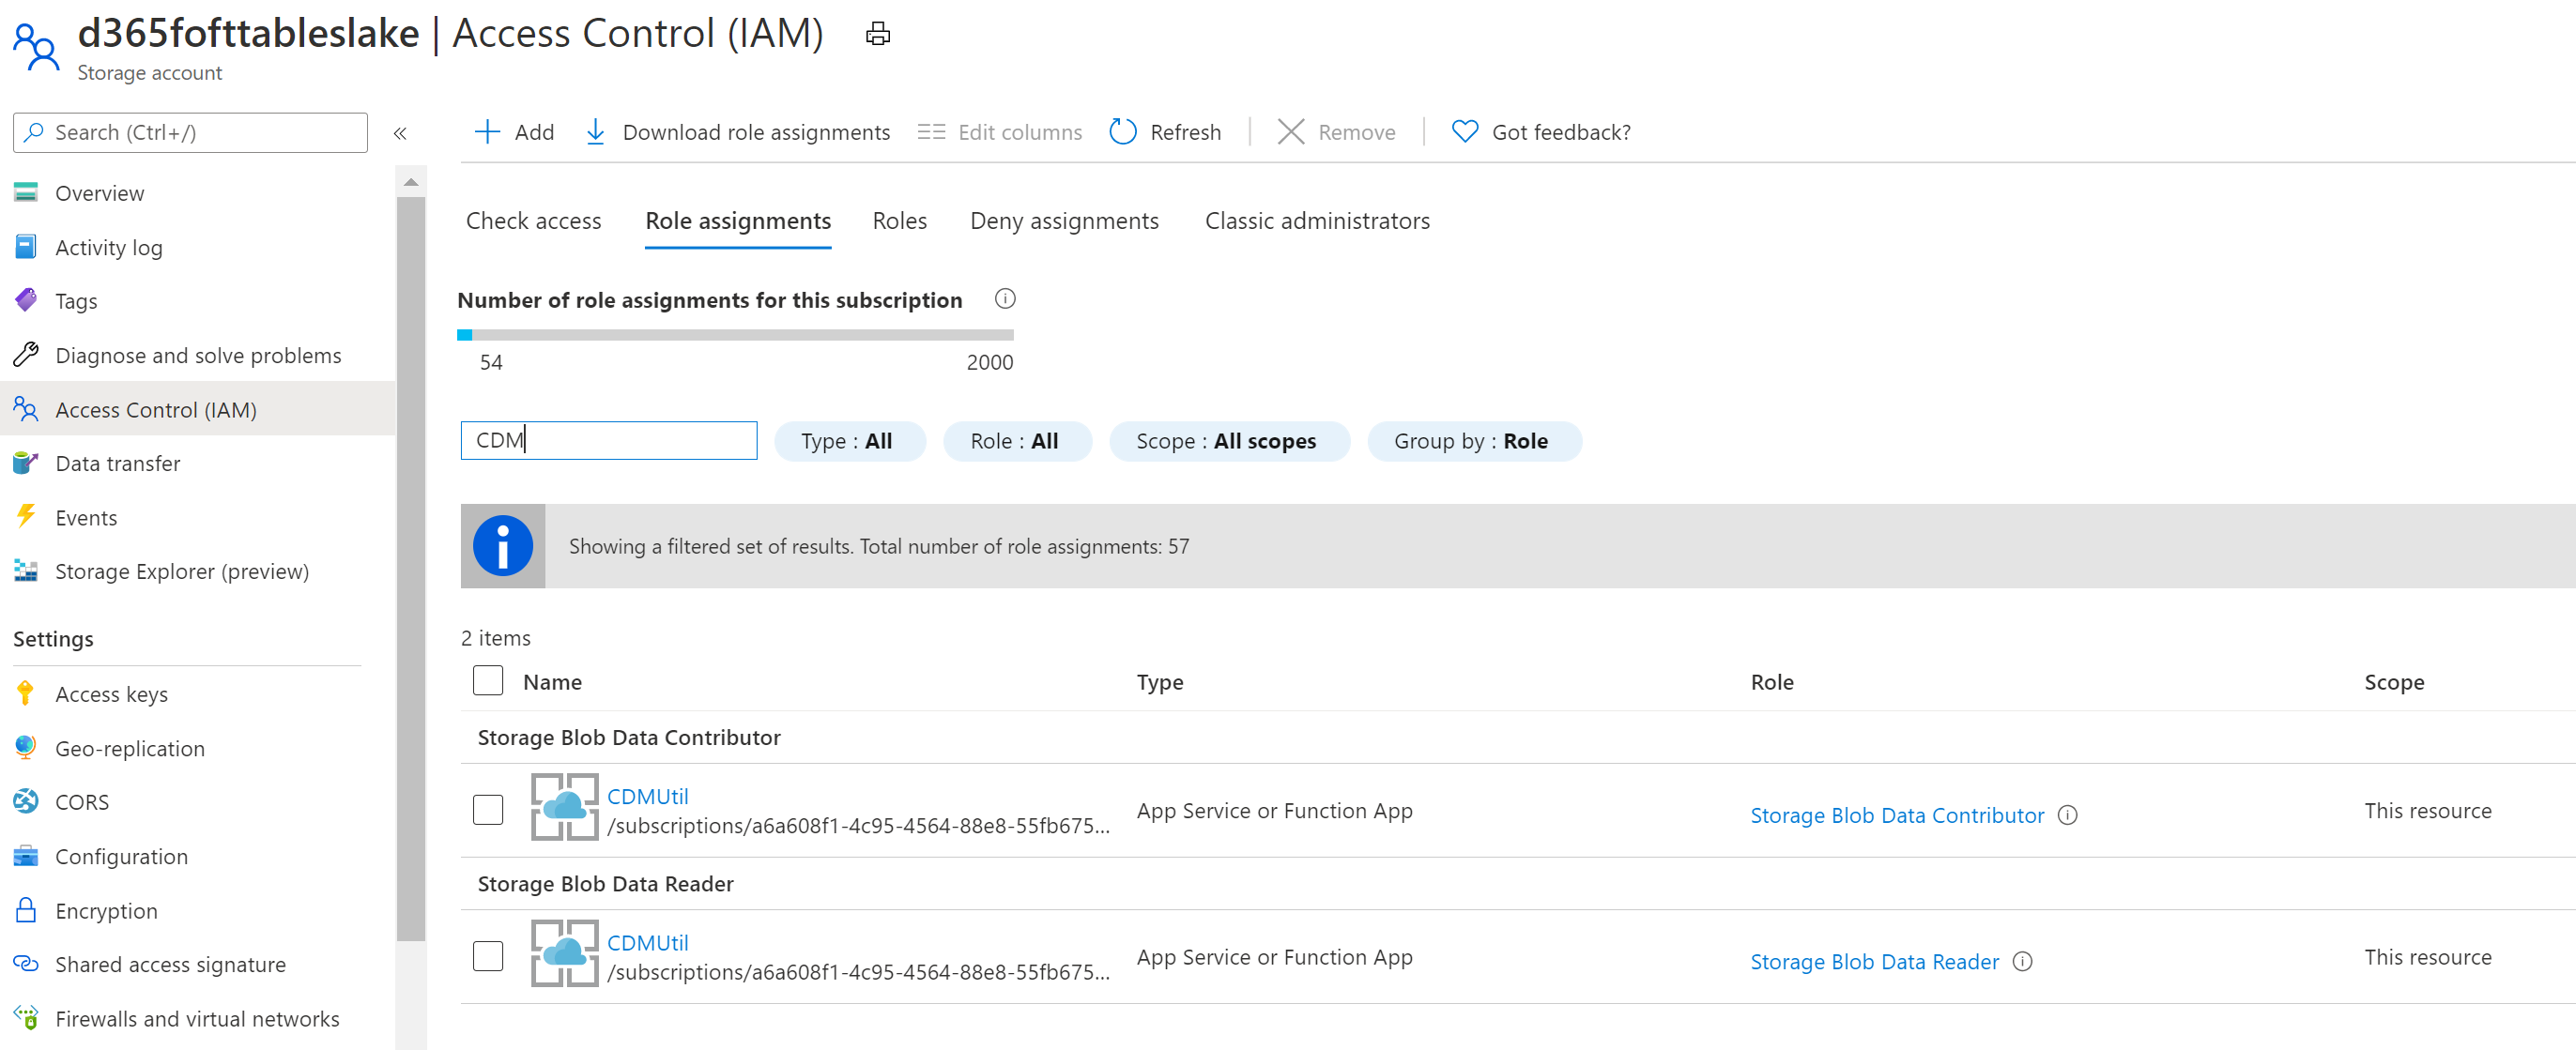 d365fofttableslake | Access Control (IAM)
Storage account
Search (Ctrl+/)
«
Overview
Activity log
Tags
Diagnose and solve problems
Access Control (IAM)
Data transfer
Events
Storage Explorer (preview)
Settings
Access keys
Geo-replication
CORS
Configuration
Encryption
Shared access signature
Firewalls and virtual networks
Add Download role assignments Edit columns Refresh Remove Got feedback?
Check access Role assignments Roles Deny assignments Classic administrators
Number of role assignments for this subscription
54 2000
CDM Type : All Role : All Scope : All scopes Group by : Role
Showing a filtered set of results. Total number of role assignments: 57
2 items
Name Type Role Scope
Storage Blob Data Contributor
CDMUtil
/subscriptions/a6a608f1-4c95-4564-88e8-55fb675... App Service or Function App Storage Blob Data Contributor This resource
Storage Blob Data Reader
CDMUtil
/subscriptions/a6a608f1-4c95-4564-88e8-55fb675... App Service or Function App Storage Blob Data Reader This resource